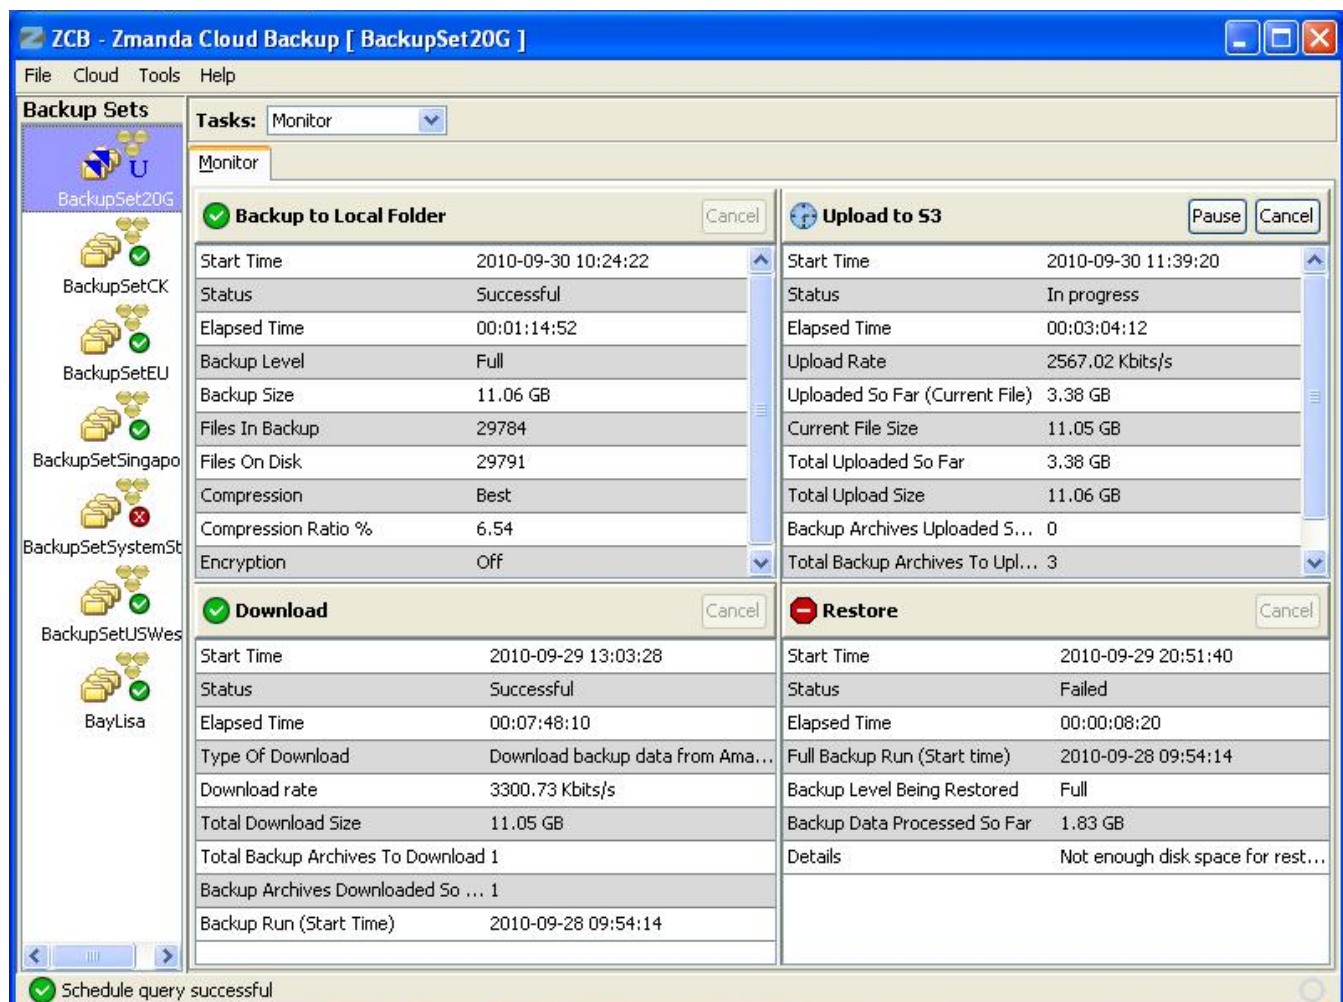 ZCB - Zmanda Cloud Backup [ BackupSet20G ]
File Cloud Tools Help
Backup Sets
U
BackupSet20G
BackupSetCK
BackupSetEU
BackupSetSingapo
BackupSetSystemSt
BackupSetUSWes
BayLisa
Tasks: Monitor
Monitor
Backup to Local Folder Cancel
Start Time 2010-09-30 10:24:22
Status Successful
Elapsed Time 00:01:14:52
Backup Level Full
Backup Size 11.06 GB
Files In Backup 29784
Files On Disk 29791
Compression Best
Compression Ratio % 6.54
Encryption Off
Upload to S3 Pause Cancel
Start Time 2010-09-30 11:39:20
Status In progress
Elapsed Time 00:03:04:12
Upload Rate 2567.02 Kbits/s
Uploaded So Far (Current File) 3.38 GB
Current File Size 11.05 GB
Total Uploaded So Far 3.38 GB
Total Upload Size 11.06 GB
Backup Archives Uploaded S... 0
Total Backup Archives To Upl... 3
Download Cancel
Start Time 2010-09-29 13:03:28
Status Successful
Elapsed Time 00:07:48:10
Type Of Download Download backup data from Ama...
Download rate 3300.73 Kbits/s
Total Download Size 11.05 GB
Total Backup Archives To Download 1
Backup Archives Downloaded So ... 1
Backup Run (Start Time) 2010-09-28 09:54:14
Restore Cancel
Start Time 2010-09-29 20:51:40
Status Failed
Elapsed Time 00:00:08:20
Full Backup Run (Start time) 2010-09-28 09:54:14
Backup Level Being Restored Full
Backup Data Processed So Far 1.83 GB
Details Not enough disk space for rest...
Schedule query successful